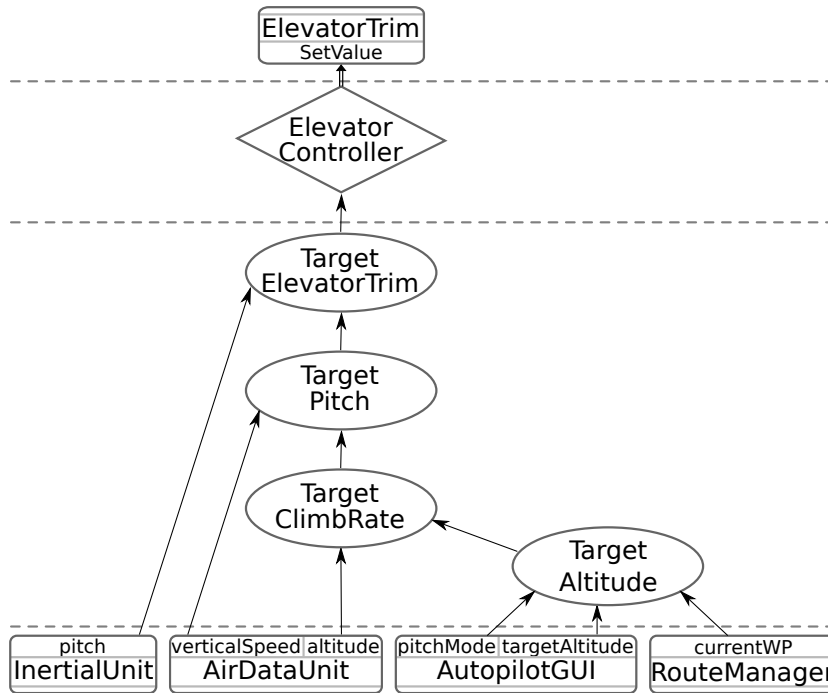 ElevatorTrim
SetValue
Elevator
Controller
Target
ElevatorTrim
Target
Pitch
Target
ClimbRate
Target
Altitude
pitch
InertialUnit
verticalSpeed altitude
AirDataUnit
pitchMode targetAltitude
AutopilotGUI
currentWP
RouteManager